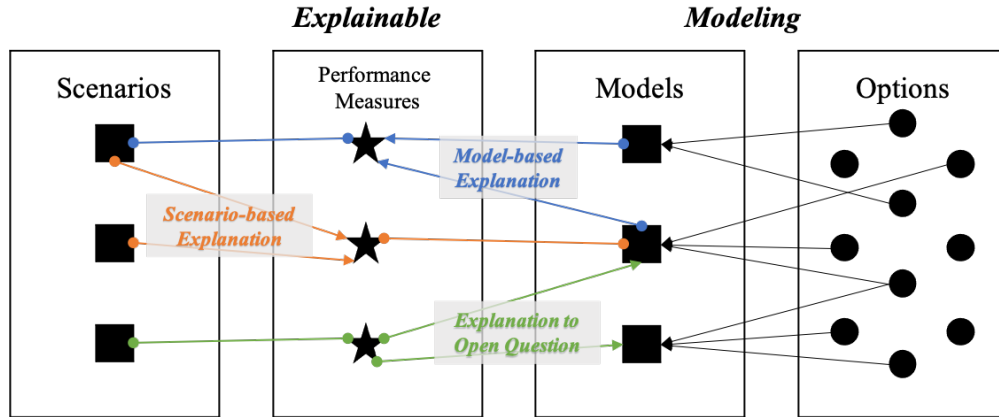 Explainable
Modeling
Scenarios
Performance
Measures
Models
Options
Model-based
Explanation
Scenario-based
Explanation
Explanation to
Open Question